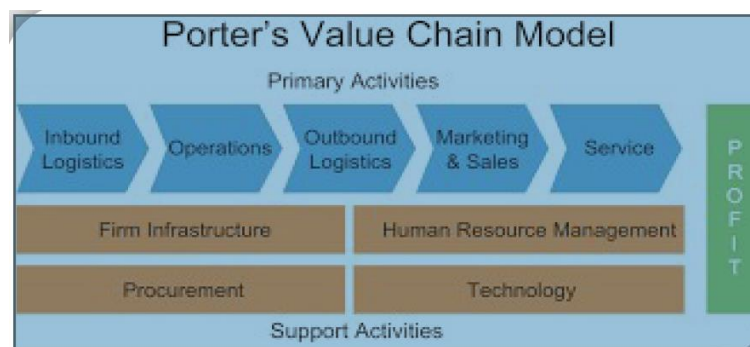 Porter's Value Chain Model
Primary Activities
Inbound
Logistics
Operations
Outbound
Logistics
Marketing
& Sales
Service
Firm Infrastructure
Human Resource Management
Procurement
Technology
Support Activities
PROFIT